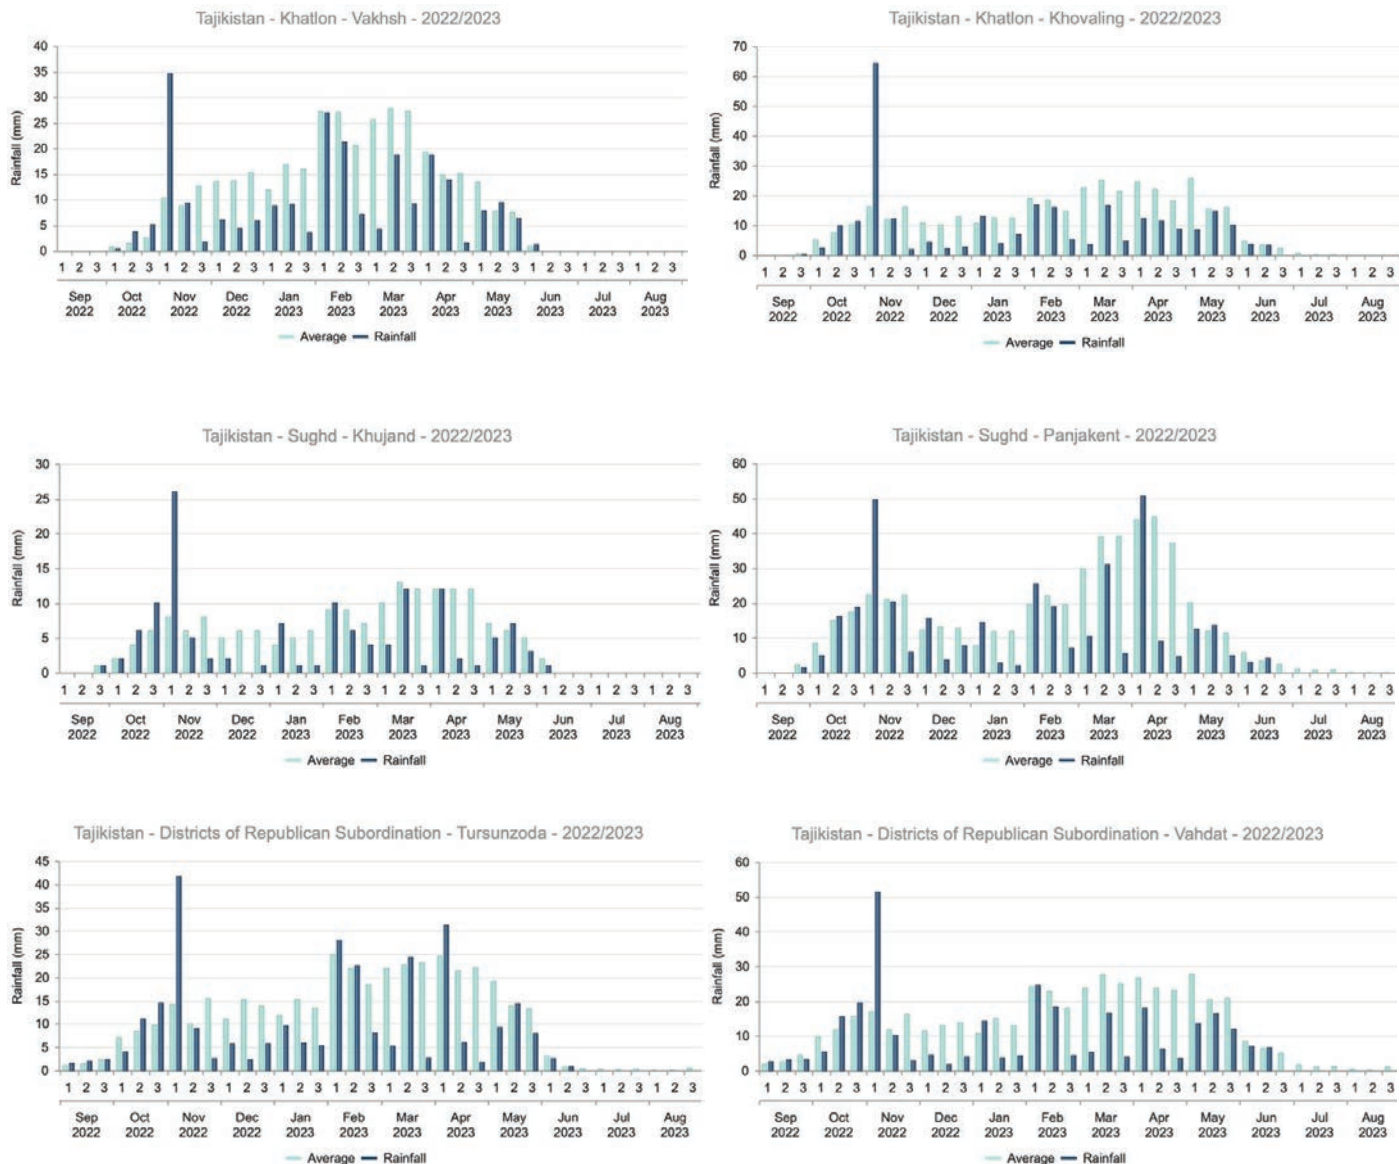 Tajikistan - Khatlon - Vakhsh - 2022/2023
Rainfall (mm)
40
35
30
25
20
15
10
5
0
1 2 3 1 2 3 1 2 3 1 2 3 1 2 3 1 2 3 1 2 3 1 2 3 1 2 3 1 2 3 1 2 3 1 2 3
Sep Oct Nov Dec Jan Feb Mar Apr May Jun Jul Aug
2022 2022 2022 2022 2023 2023 2023 2023 2023 2023 2023 2023
Average Rainfall
Tajikistan - Khatlon - Khovaling - 2022/2023
Rainfall (mm)
70
60
50
40
30
20
10
0
1 2 3 1 2 3 1 2 3 1 2 3 1 2 3 1 2 3 1 2 3 1 2 3 1 2 3 1 2 3 1 2 3 1 2 3
Sep Oct Nov Dec Jan Feb Mar Apr May Jun Jul Aug
2022 2022 2022 2022 2023 2023 2023 2023 2023 2023 2023 2023
Average Rainfall
Tajikistan - Sughd - Khujand - 2022/2023
Rainfall (mm)
30
25
20
15
10
5
0
1 2 3 1 2 3 1 2 3 1 2 3 1 2 3 1 2 3 1 2 3 1 2 3 1 2 3 1 2 3 1 2 3 1 2 3
Sep Oct Nov Dec Jan Feb Mar Apr May Jun Jul Aug
2022 2022 2022 2022 2023 2023 2023 2023 2023 2023 2023 2023
Average Rainfall
Tajikistan - Sughd - Panjakent - 2022/2023
Rainfall (mm)
60
50
40
30
20
10
0
1 2 3 1 2 3 1 2 3 1 2 3 1 2 3 1 2 3 1 2 3 1 2 3 1 2 3 1 2 3 1 2 3 1 2 3
Sep Oct Nov Dec Jan Feb Mar Apr May Jun Jul Aug
2022 2022 2022 2022 2023 2023 2023 2023 2023 2023 2023 2023
Average Rainfall
Tajikistan - Districts of Republican Subordination - Tursunzoda - 2022/2023
Rainfall (mm)
45
40
35
30
25
20
15
10
5
0
1 2 3 1 2 3 1 2 3 1 2 3 1 2 3 1 2 3 1 2 3 1 2 3 1 2 3 1 2 3 1 2 3 1 2 3
Sep Oct Nov Dec Jan Feb Mar Apr May Jun Jul Aug
2022 2022 2022 2022 2023 2023 2023 2023 2023 2023 2023 2023
Average Rainfall
Tajikistan - Districts of Republican Subordination - Vahdat - 2022/2023
Rainfall (mm)
60
50
40
30
20
10
0
1 2 3 1 2 3 1 2 3 1 2 3 1 2 3 1 2 3 1 2 3 1 2 3 1 2 3 1 2 3 1 2 3 1 2 3
Sep Oct Nov Dec Jan Feb Mar Apr May Jun Jul Aug
2022 2022 2022 2022 2023 2023 2023 2023 2023 2023 2023 2023
Average Rainfall